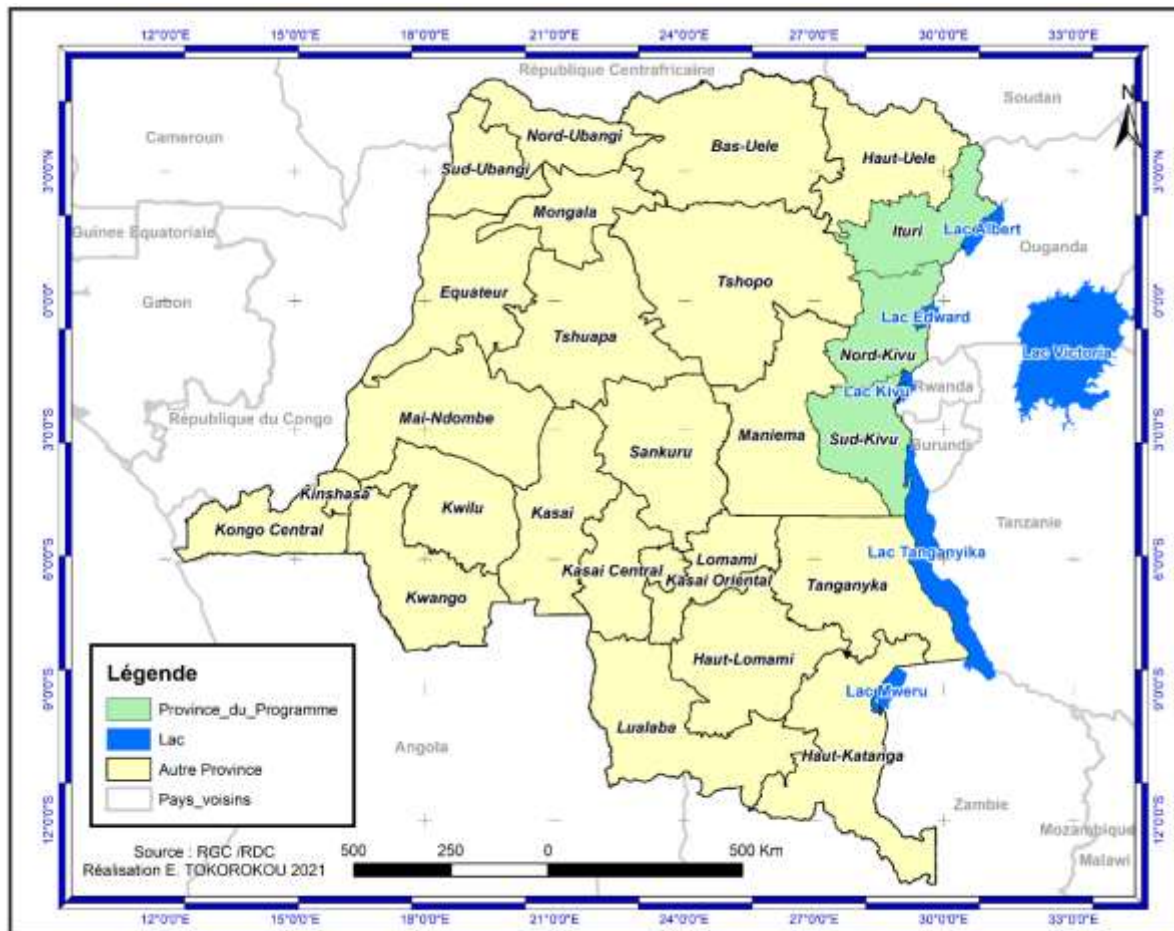 12°0'0"E 15°0'0"E 18°0'0"E 21°0'0"E 24°0'0"E 27°0'0"E 30°0'0"E 33°0'0"E
République Centrafricaine
Soudan
N
Cameroun
Nord-Ubangi
Bas-Uele
Haut-Uele
3°0'0"N
3°0'0"N
Sud-Ubangi
Mongala
Guinee Equatoriale
Ituri
Lac Albert
Ouganda
Tshopo
Equateur
Gabon
0°0'0"
0°0'0"
Lac Edward
Tshuapa
Nord-Kivu
Lac Victoria
Lac Kivu
Rwanda
République du Congo
Mai-Ndombe
Maniema
Sud-Kivu
Burundi
3°0'0"S
3°0'0"S
Sankuru
Kinshasa
Kwilu
Kasai
Kongo Central
Tanzanie
Lac Tanganyika
6°0'0"S
6°0'0"S
Lomami
Kasai Central
Kasai Oriental
Tanganyka
Kwango
Haut-Lomami
Lac Mweru
9°0'0"S
9°0'0"S
Lualaba
Angola
Haut-Katanga
Zambie
12°0'0"S
12°0'0"S
Mozambique
Malawi
Légende
Province_du_Programme
Lac
Autre Province
Pays_voisins
Source : RGC /RDC
Réalisation E. TOKOROKOU 2021
500 250 0 500 Km
12°0'0"E 15°0'0"E 18°0'0"E 21°0'0"E 24°0'0"E 27°0'0"E 30°0'0"E 33°0'0"E